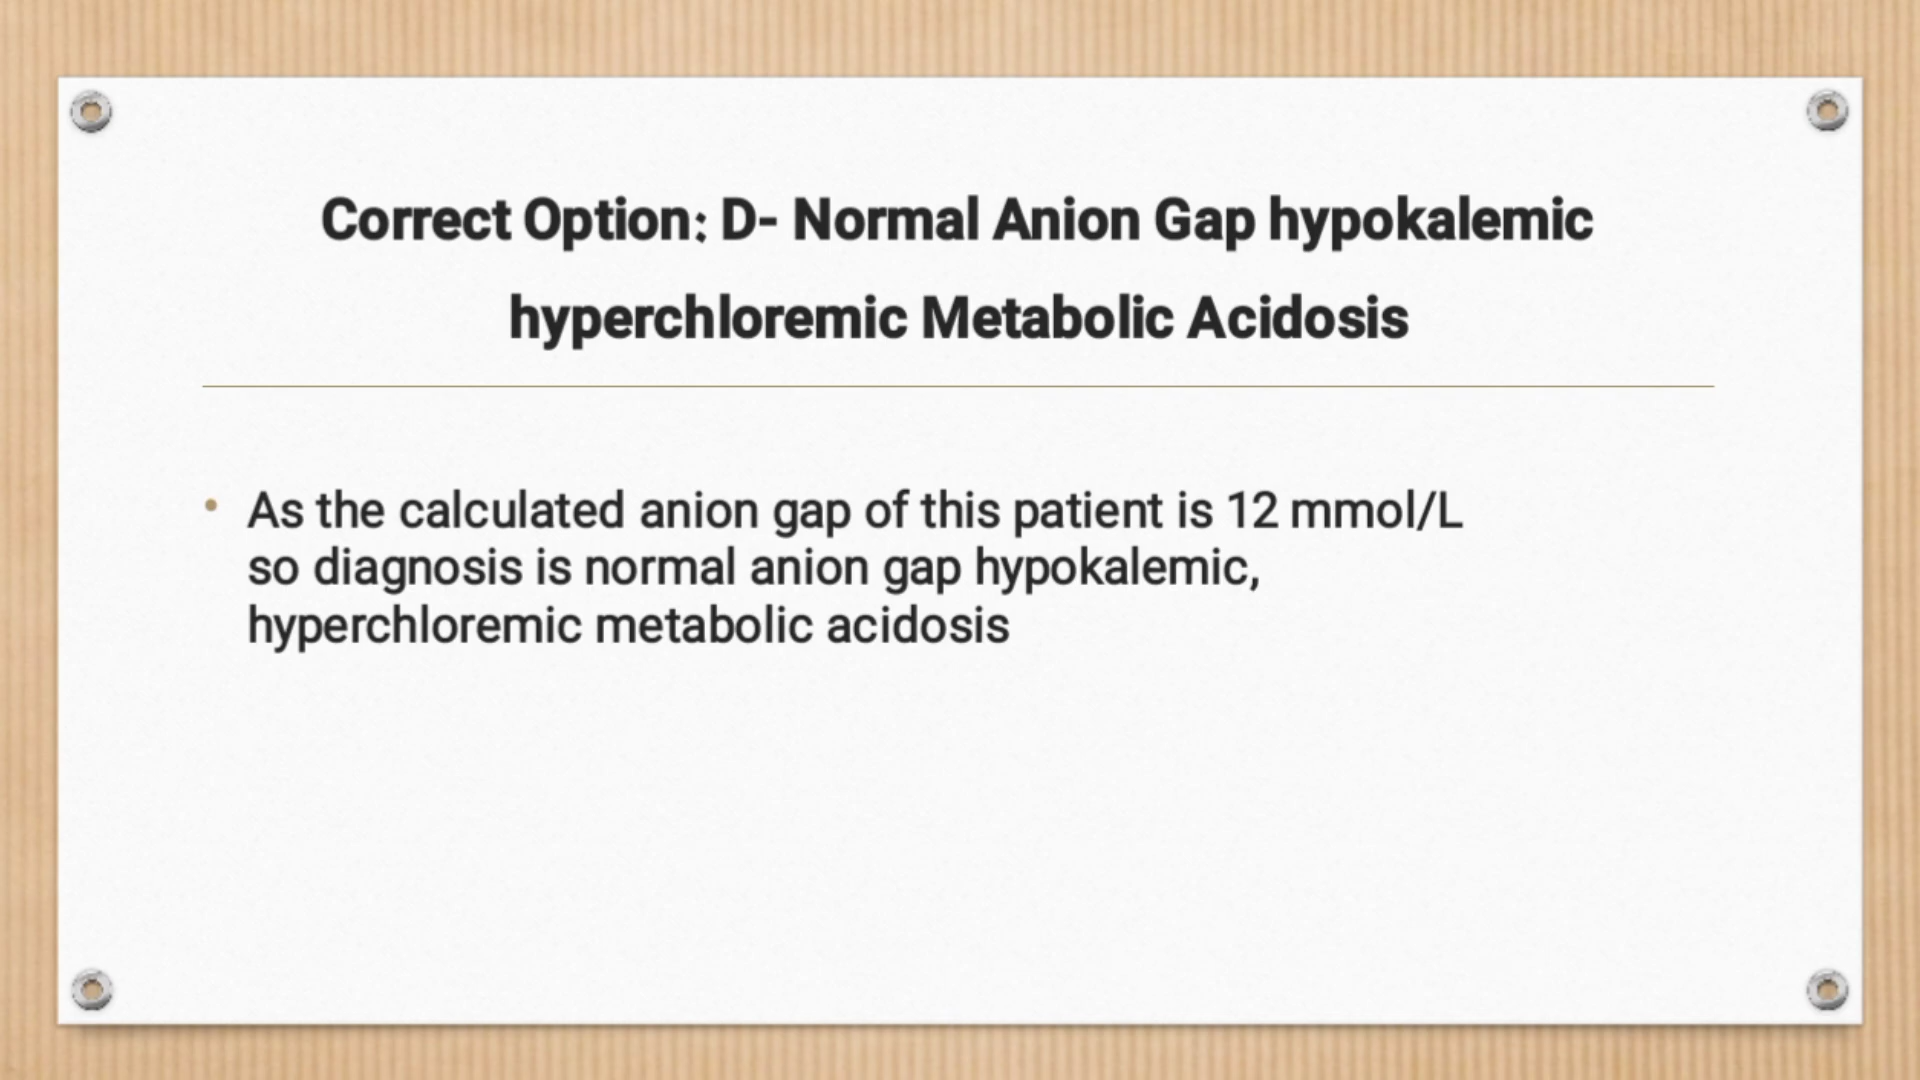 Correct Option: D- Normal Anion Gap hypokalemic
hyperchloremic Metabolic Acidosis
• As the calculated anion gap of this patient is 12 mmol/L
so diagnosis is normal anion gap hypokalemic,
hyperchloremic metabolic acidosis